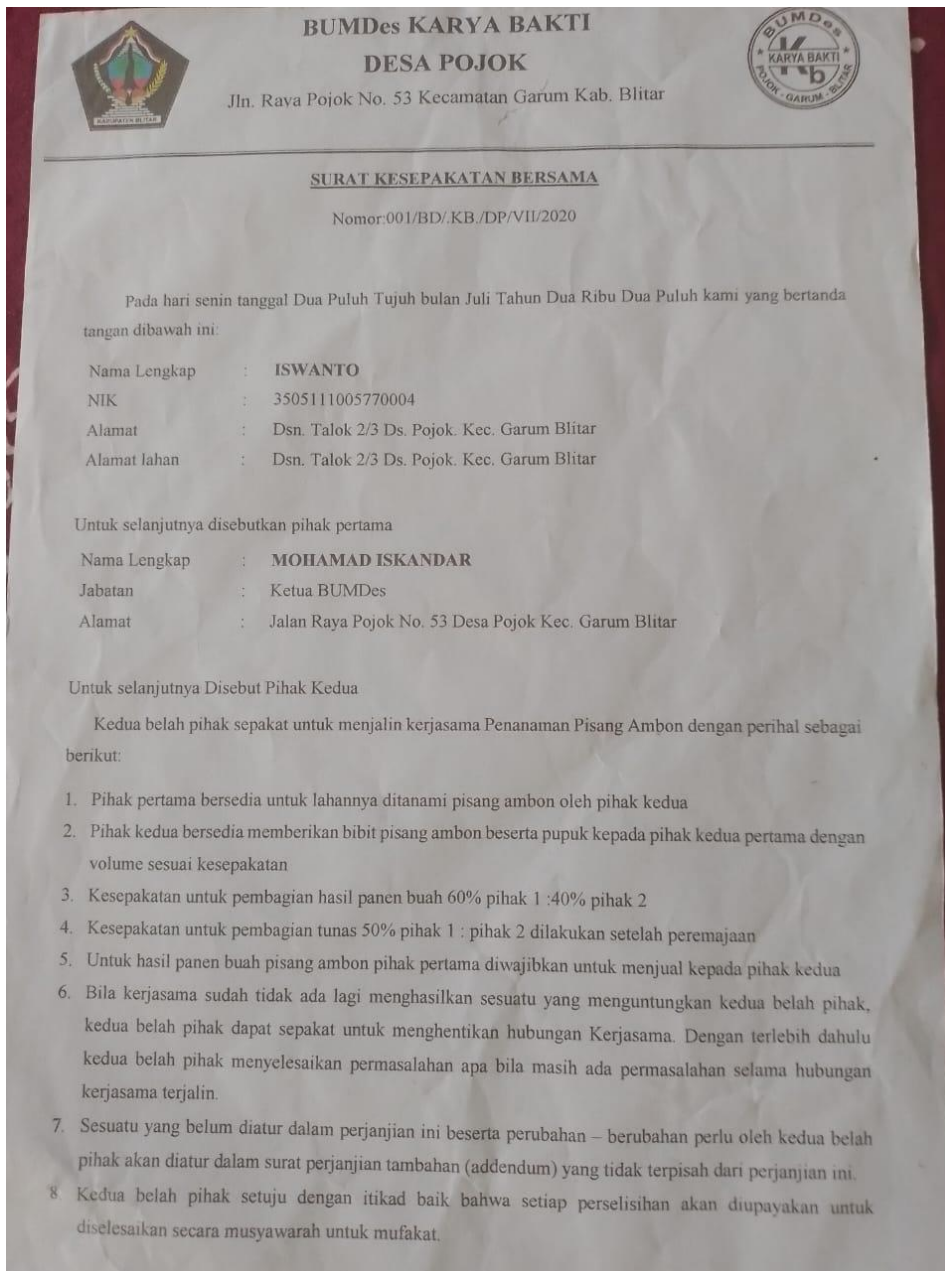 BUMDes KARYA BAKTI
DESA POJOK
Jln. Raya Pojok No. 53 Kecamatan Garum Kab. Blitar
KABUPATEN BLITAR
BUMDes
KARYA BAKTI
Kb
POJOK - GARUM - BLITAR
SURAT KESEPAKATAN BERSAMA
Nomor:001/BD/.KB./DP/VII/2020
Pada hari senin tanggal Dua Puluh Tujuh bulan Juli Tahun Dua Ribu Dua Puluh kami yang bertanda
tangan dibawah ini:
Nama Lengkap : ISWANTO
NIK : 3505111005770004
Alamat : Dsn. Talok 2/3 Ds. Pojok. Kec. Garum Blitar
Alamat lahan : Dsn. Talok 2/3 Ds. Pojok. Kec. Garum Blitar
Untuk selanjutnya disebutkan pihak pertama
Nama Lengkap : MOHAMAD ISKANDAR
Jabatan : Ketua BUMDes
Alamat : Jalan Raya Pojok No. 53 Desa Pojok Kec. Garum Blitar
Untuk selanjutnya Disebut Pihak Kedua
Kedua belah pihak sepakat untuk menjalin kerjasama Penanaman Pisang Ambon dengan perihal sebagai
berikut:
1. Pihak pertama bersedia untuk lahannya ditanami pisang ambon oleh pihak kedua
2. Pihak kedua bersedia memberikan bibit pisang ambon beserta pupuk kepada pihak kedua pertama dengan
volume sesuai kesepakatan
3. Kesepakatan untuk pembagian hasil panen buah 60% pihak 1 :40% pihak 2
4. Kesepakatan untuk pembagian tunas 50% pihak 1 : pihak 2 dilakukan setelah peremajaan
5. Untuk hasil panen buah pisang ambon pihak pertama diwajibkan untuk menjual kepada pihak kedua
6. Bila kerjasama sudah tidak ada lagi menghasilkan sesuatu yang menguntungkan kedua belah pihak,
kedua belah pihak dapat sepakat untuk menghentikan hubungan Kerjasama. Dengan terlebih dahulu
kedua belah pihak menyelesaikan permasalahan apa bila masih ada permasalahan selama hubungan
kerjasama terjalin.
7. Sesuatu yang belum diatur dalam perjanjian ini beserta perubahan – berubahan perlu oleh kedua belah
pihak akan diatur dalam surat perjanjian tambahan (addendum) yang tidak terpisah dari perjanjian ini.
8 Kedua belah pihak setuju dengan itikad baik bahwa setiap perselisihan akan diupayakan untuk
diselesaikan secara musyawarah untuk mufakat.